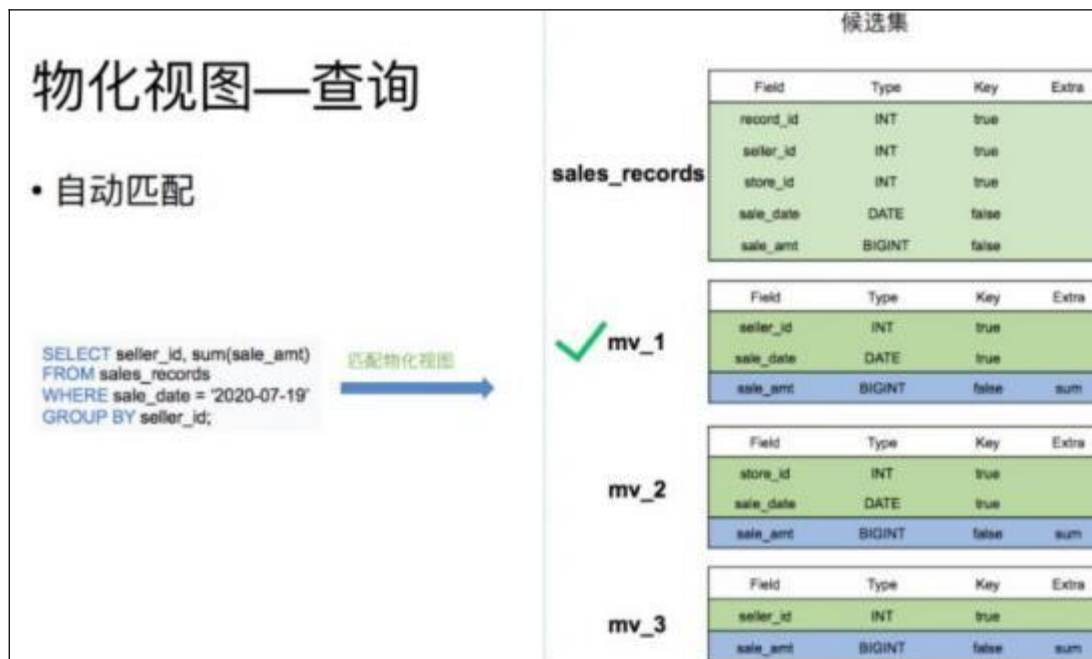 物化视图—查询
• 自动匹配
SELECT seller_id, sum(sale_amt)
FROM sales_records
WHERE sale_date = '2020-07-19'
GROUP BY seller_id;
匹配物化视图
候选集
sales_records
Field Type Key Extra
record_id INT true
seller_id INT true
store_id INT true
sale_date DATE false
sale_amt BIGINT false
mv_1
Field Type Key Extra
seller_id INT true
sale_date DATE true
sale_amt BIGINT false sum
mv_2
Field Type Key Extra
store_id INT true
sale_date DATE true
sale_amt BIGINT false sum
mv_3
Field Type Key Extra
seller_id INT true
sale_amt BIGINT false sum